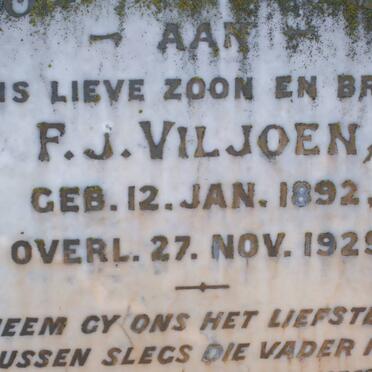 — AAN —
IS LIEVE ZOON EN BR
F. J. VILJOEN,
GEB. 12. JAN. 1892,
OVERL. 27. NOV. 1929
EEM GY ONS HET LIEFSTE
USSEN SLECS DIE VADER